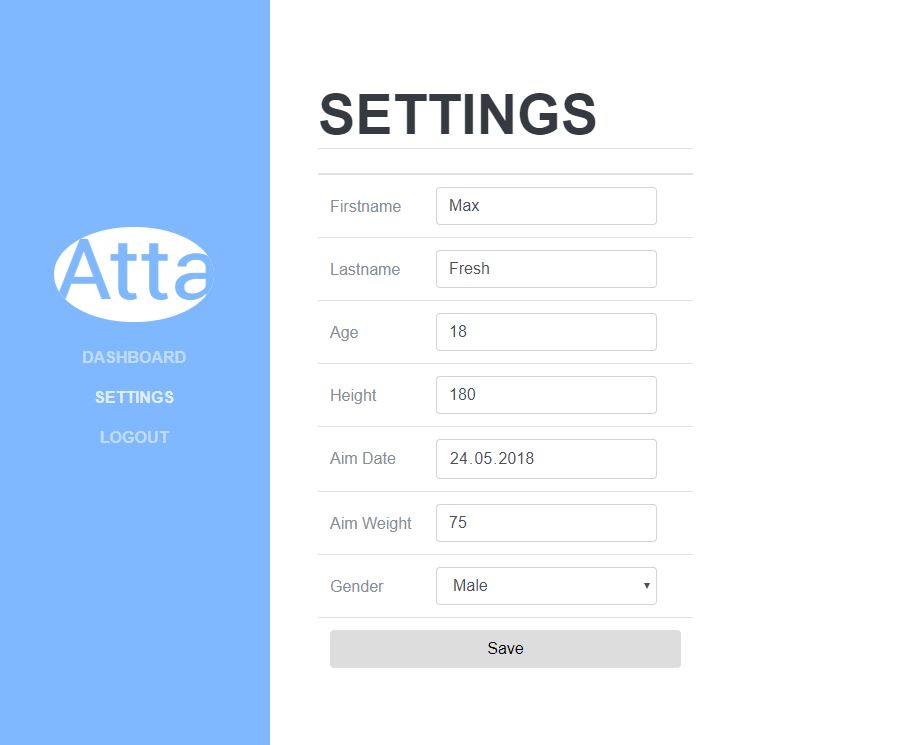 SETTINGS
Atta
DASHBOARD
SETTINGS
LOGOUT
Firstname Max
Lastname Fresh
Age 18
Height 180
Aim Date 24.05.2018
Aim Weight 75
Gender Male
Save